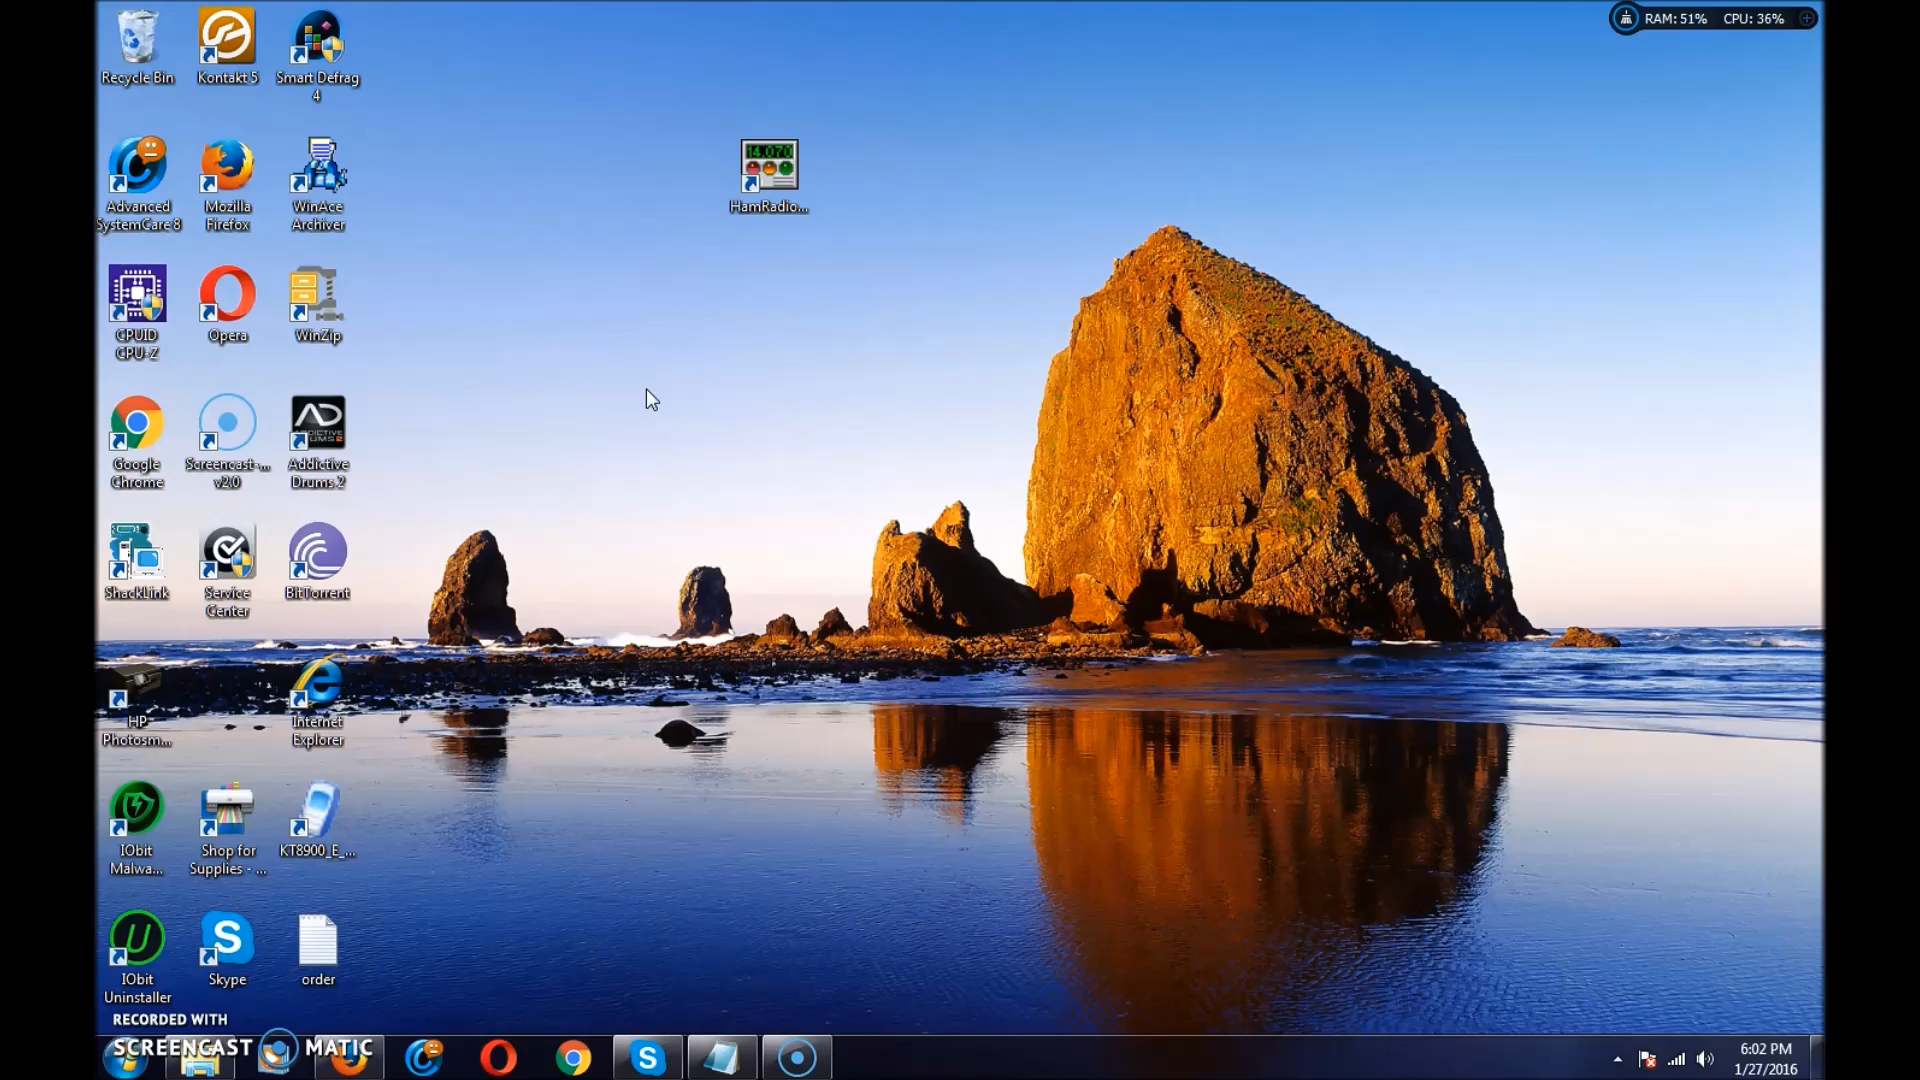 RAM: 51% CPU: 36%
Recycle Bin
Kontakt 5
Smart Defrag
4
14.070
HamRadio...
Advanced
SystemCare 8
Mozilla
Firefox
WinAce
Archiver
CPUID
CPU-Z
Opera
WinZip
Google
Chrome
Screencast-...
v2.0
AD
Addictive
Drums 2
ShackLink
Service
Center
BitTorrent
HP
Photosm...
Internet
Explorer
IObit
Malwa...
Shop for
Supplies - ...
KT8900_E_...
IObit
Uninstaller
Skype
order
RECORDED WITH
SCREENCAST MATIC
6:02 PM
1/27/2016